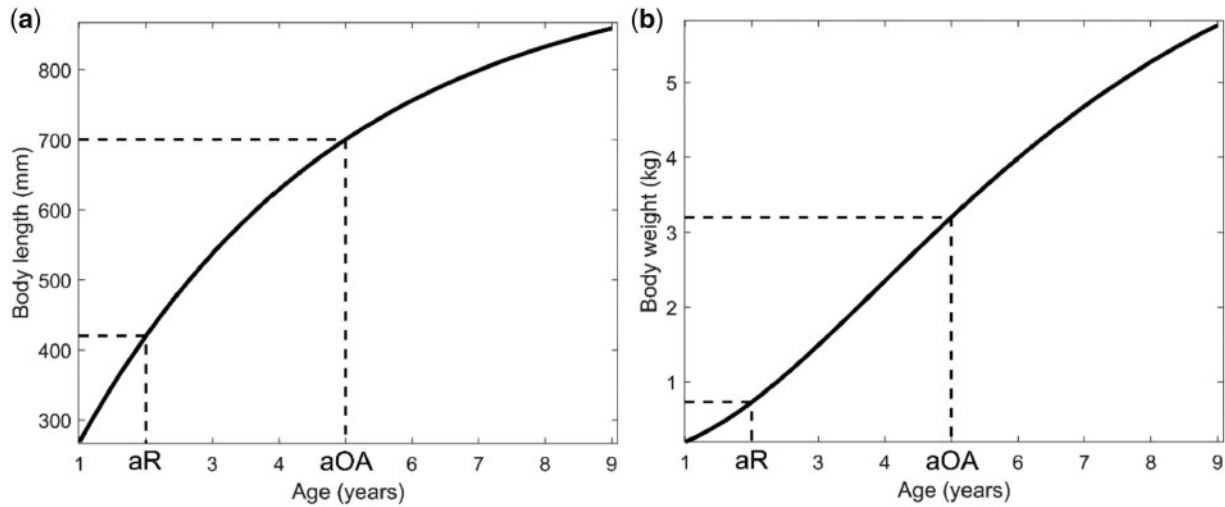 (a)
800
700
600
500
400
300
Body length (mm)
1 aR 3 4 aOA 6 7 8 9
Age (years)
(b)
5
4
3
2
1
Body weight (kg)
1 aR 3 4 aOA 6 7 8 9
Age (years)